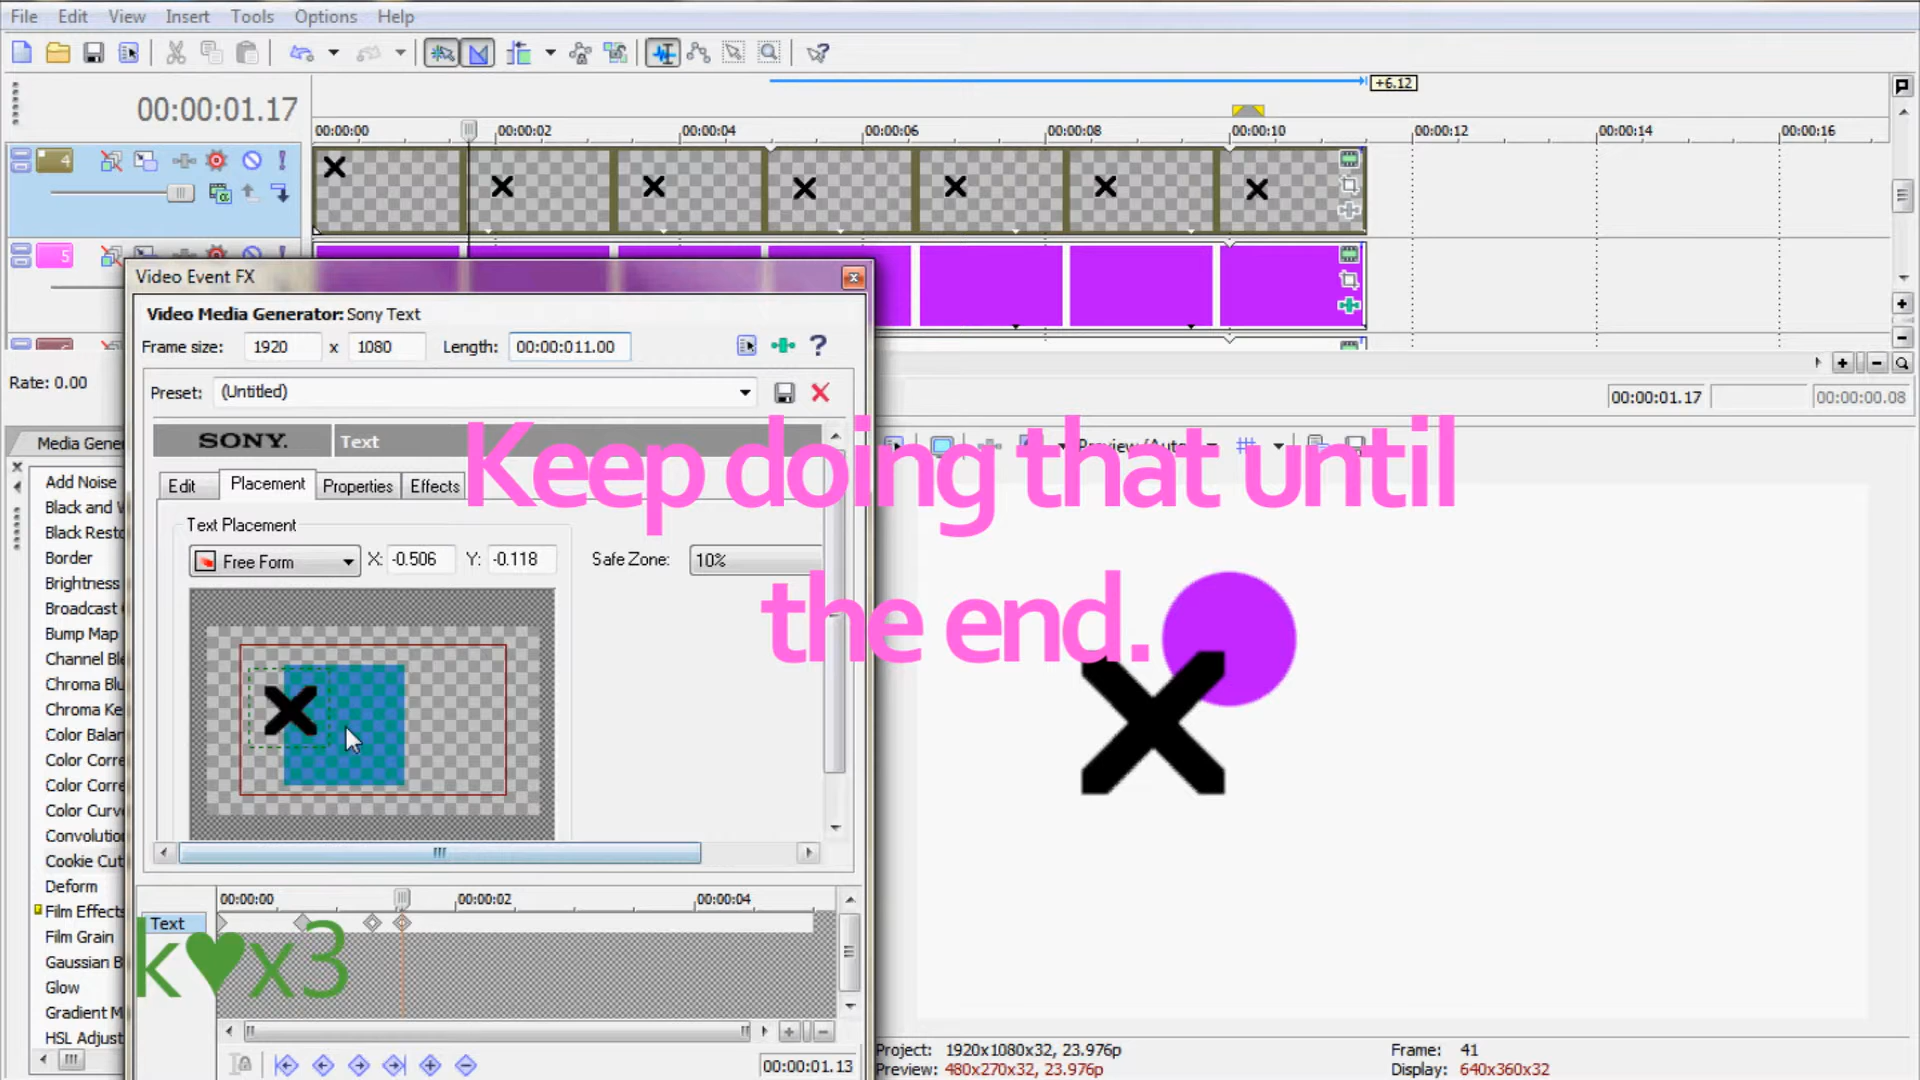 File Edit View Insert Tools Options Help
+6.12
00:00:01.17
00:00:00 00:00:02 00:00:04 00:00:06 00:00:08 00:00:10 00:00:12 00:00:14 00:00:16
4
5
Video Event FX
Video Media Generator: Sony Text
Frame size: 1920 x 1080 Length: 00:00:011.00
Rate: 0.00
Preset: (Untitled)
00:00:01.17 00:00:00.08
SONY. Text
Media Gener
Keep doing that until
the end.
Edit Placement Properties Effects
Text Placement
Free Form X: -0.506 Y: -0.118 Safe Zone: 10%
Add Noise
Black and W
Black Resto
Border
Brightness
Broadcast
Bump Map
Channel Ble
Chroma Blu
Chroma Ke
Color Balan
Color Corre
Color Corre
Color Curv
Convolution
Cookie Cut
Deform
Film Effects
Film Grain
Gaussian B
Glow
Gradient M
HSL Adjust
00:00:00 00:00:02 00:00:04
Text
k♥x3
00:00:01.13
Project: 1920x1080x32, 23.976p
Preview: 480x270x32, 23.976p
Frame: 41
Display: 640x360x32